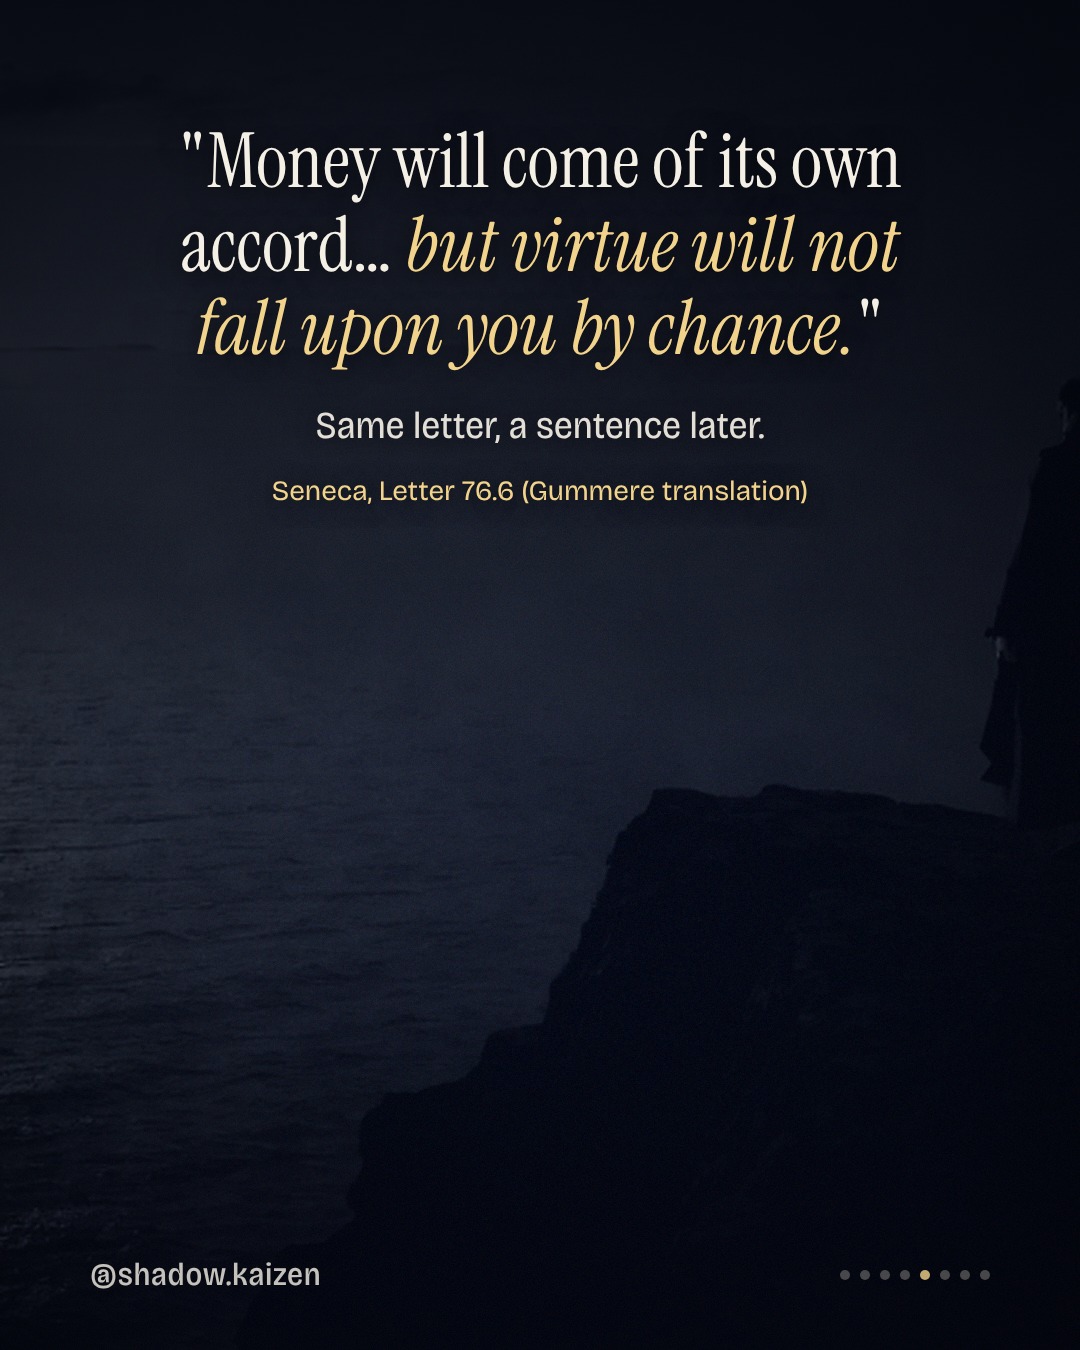 "Money will come of its own
accord... but virtue will not
fall upon you by chance."
Same letter, a sentence later.
Seneca, Letter 76.6 (Gummere translation)
@shadow.kaizen